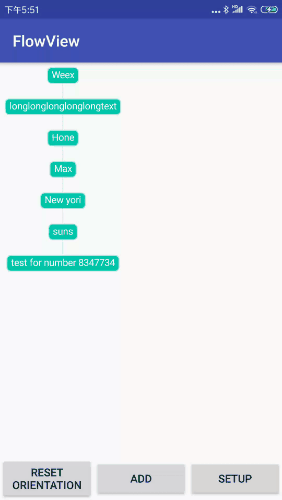 下午5:51
FlowView
Weex
longlonglonglonglongtext
Hone
Max
New yori
suns
test for number 8347734
RESET
ORIENTATION
ADD
SETUP